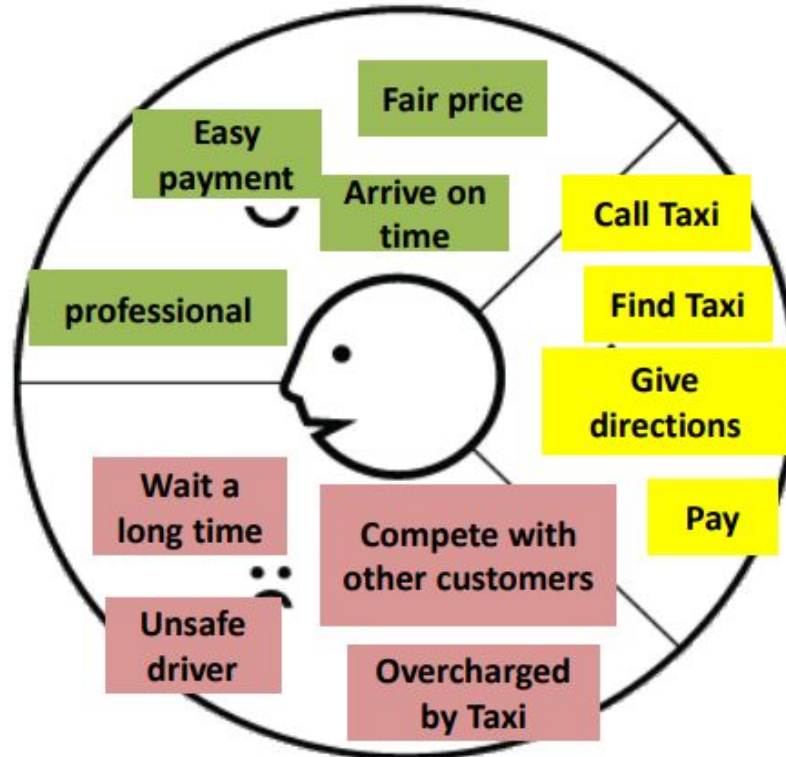 Fair price
Easy
payment
Arrive on
time
professional
Call Taxi
Find Taxi
Give
directions
Pay
Wait a
long time
Compete with
other customers
Unsafe
driver
Overcharged
by Taxi